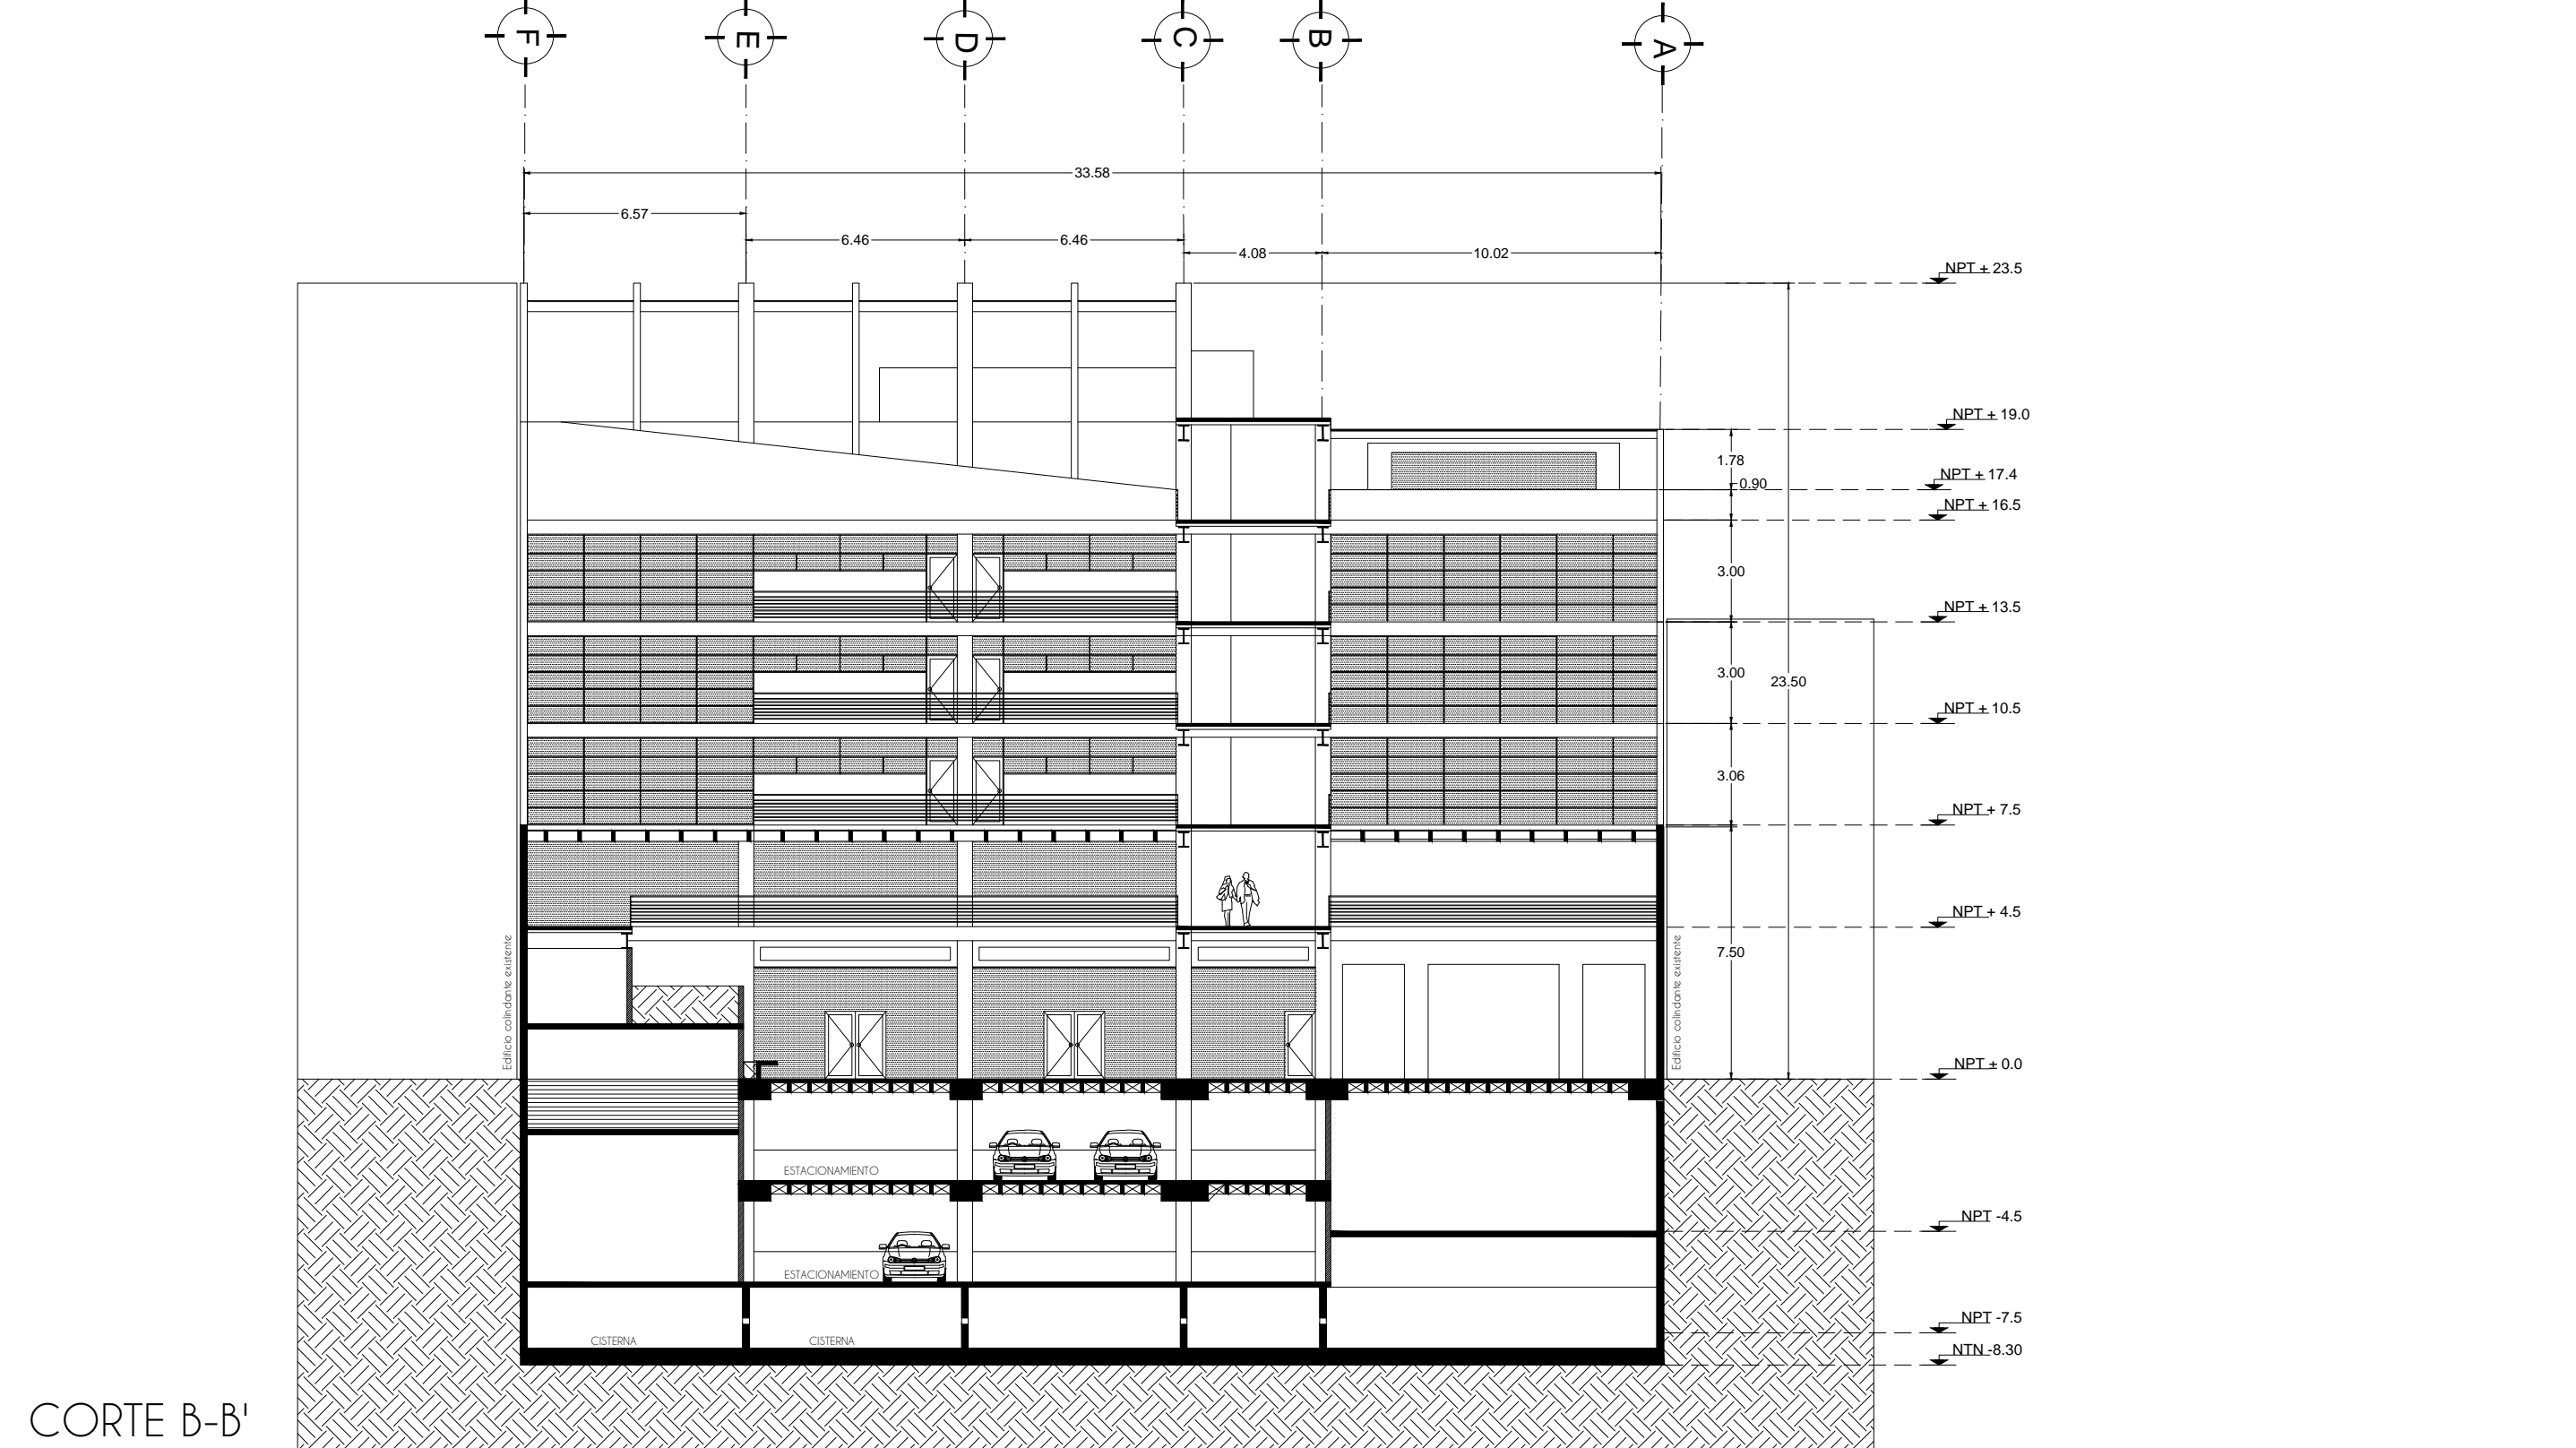 F E D C B A
33.58
6.57
6.46 6.46
4.08 10.02
NPT + 23.5
NPT + 19.0
1.78
NPT + 17.4
0.90
NPT + 16.5
3.00
NPT + 13.5
3.00
23.50
NPT + 10.5
3.06
NPT + 7.5
NPT + 4.5
7.50
Edificio colindante existente
Edificio colindante existente
NPT ± 0.0
ESTACIONAMIENTO
NPT -4.5
ESTACIONAMIENTO
NPT -7.5
CISTERNA CISTERNA
NTN -8.30
CORTE B-B'